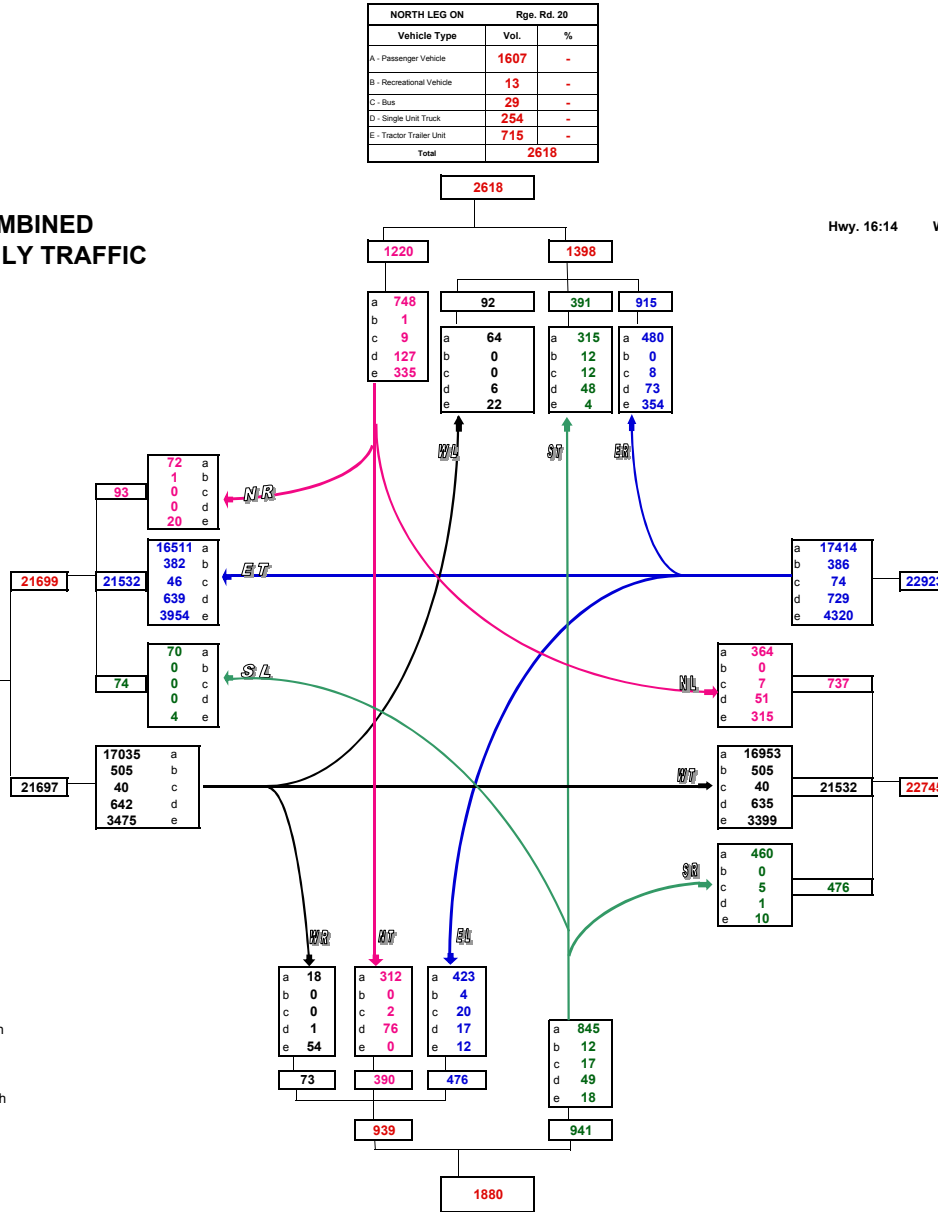 NORTH LEG ON Rge. Rd. 20
Vehicle Type Vol. %
A - Passenger Vehicle 1607 -
B - Recreational Vehicle 13 -
C - Bus 29 -
D - Single Unit Truck 254 -
E - Tractor Trailer Unit 715 -
Total 2618
2618
MBINED
LY TRAFFIC
Hwy. 16:14 W
1220 1398
92 391 915
a 748
b 1
c 9
d 127
e 335
a 64
b 0
c 0
d 6
e 22
a 315
b 12
c 12
d 48
e 4
a 480
b 0
c 8
d 73
e 354
WL ST ER
93
72 a
1 b
0 c
0 d
20 e
NR
21699 21532
16511 a
382 b
46 c
639 d
3954 e
ET
a 17414
b 386
c 74
d 729
e 4320
22923
74
70 a
0 b
0 c
0 d
4 e
SL
NL
a 364
b 0
c 7
d 51
e 315
737
21697
17035 a
505 b
40 c
642 d
3475 e
WT
a 16953
b 505
c 40
d 635
e 3399
21532 22745
SR
a 460
b 0
c 5
d 1
e 10
476
WR NT EL
a 18
b 0
c 0
d 1
e 54
a 312
b 0
c 2
d 76
e 0
a 423
b 4
c 20
d 17
e 12
a 845
b 12
c 17
d 49
e 18
n
h
73 390 476
939 941
1880